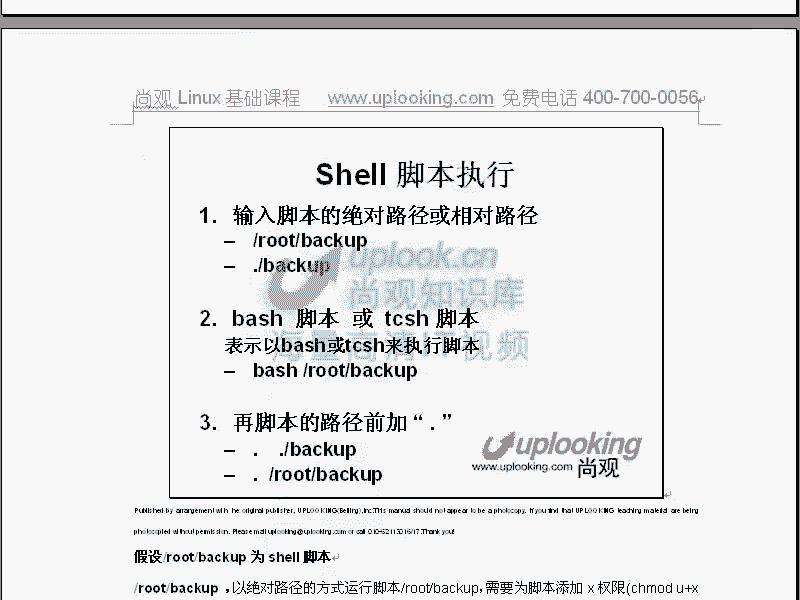 尚观 Linux 基础课程 www.uplooking.com 免费电话 400-700-0056
Shell 脚本执行
1. 输入脚本的绝对路径或相对路径
– /root/backup
– ./backup
uplook.cn
尚观知识库
2. bash 脚本 或 tcsh 脚本
海量高清IT视频
表示以bash或tcsh来执行脚本
– bash /root/backup
3. 再脚本的路径前加“.”
– . ./backup
uplooking
www.uplooking.com 尚观
– . /root/backup
Published by arrangement with the original publisher, UPLOOKING(Beijing),Inc.This manual should not appear to be a photocopy. If you find that UPLOOKING teaching material are being
photocopied without permission. Please mail uplooking@uplooking.com or call Thank you!
假设/root/backup 为 shell 脚本
/root/backup ，以绝对路径的方式运行脚本/root/backup,需要为脚本添加 x 权限(chmod u+x